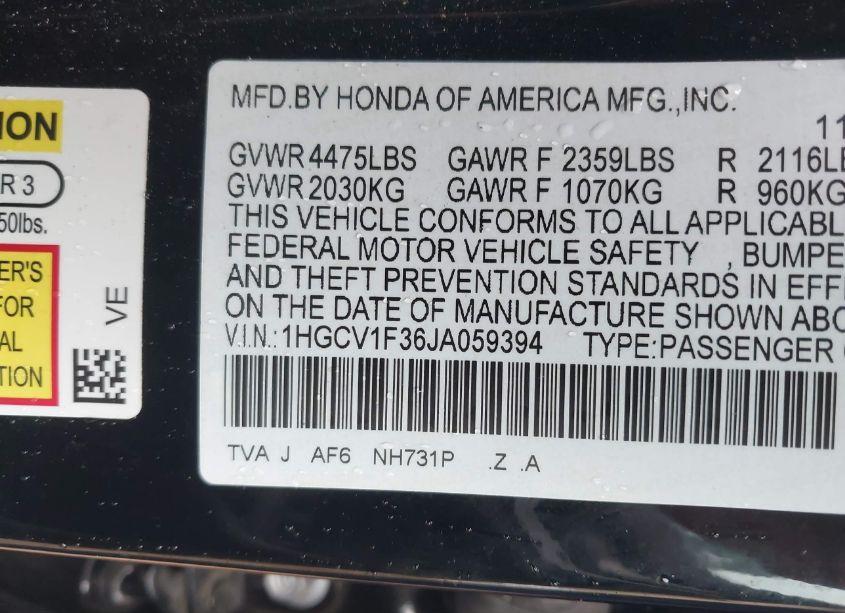 ION
R 3
50lbs.
ER'S
FOR
AL
TION
VE
MFD.BY HONDA OF AMERICA MFG.,INC.
11
GVWR 4475LBS GAWR F 2359LBS R 2116LB
GVWR 2030KG GAWR F 1070KG R 960KG
THIS VEHICLE CONFORMS TO ALL APPLICABL
FEDERAL MOTOR VEHICLE SAFETY , BUMPE
AND THEFT PREVENTION STANDARDS IN EFF
ON THE DATE OF MANUFACTURE SHOWN ABO
V.I.N.:1HGCV1F36JA059394 TYPE:PASSENGER
TVA J AF6 NH731P .Z .A